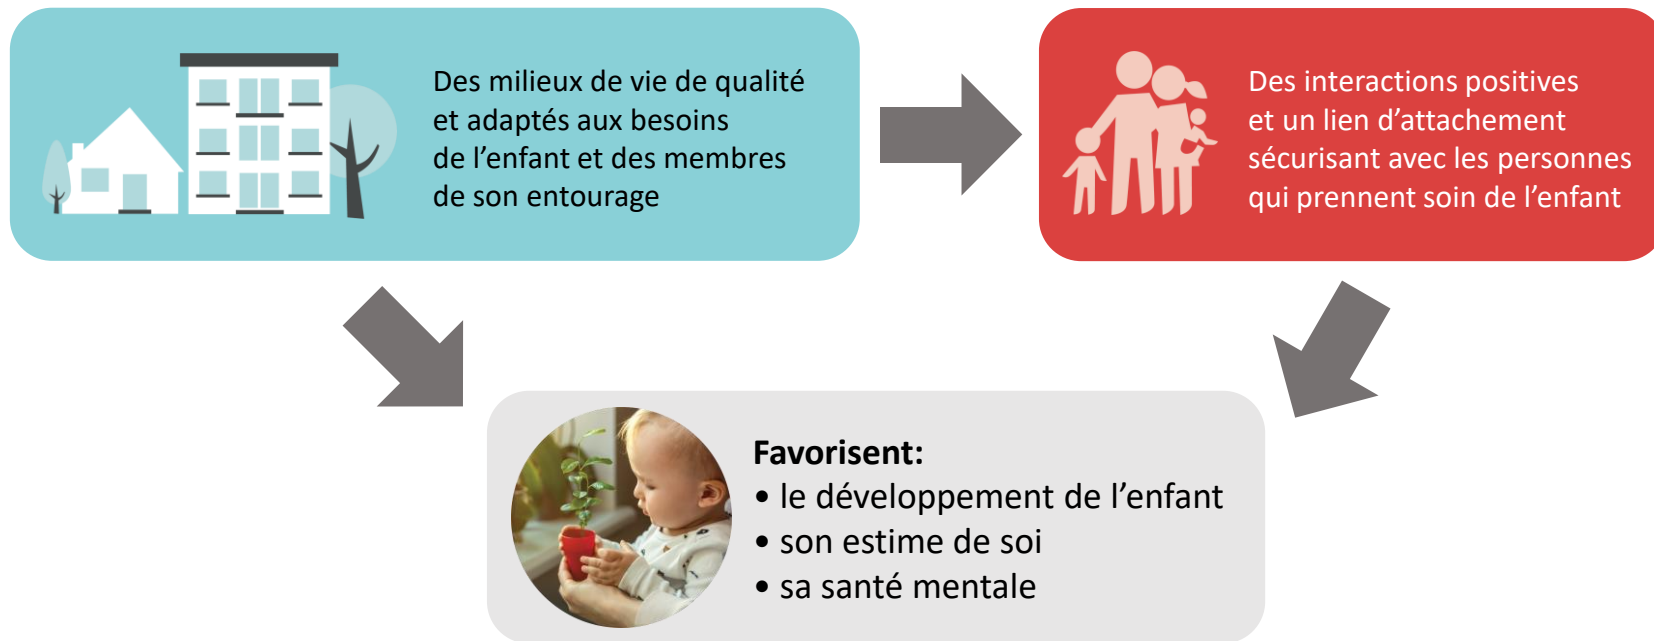 Des milieux de vie de qualité
et adaptés aux besoins
de l’enfant et des membres
de son entourage
Des interactions positives
et un lien d’attachement
sécurisant avec les personnes
qui prennent soin de l’enfant
Favorisent:
• le développement de l’enfant
• son estime de soi
• sa santé mentale